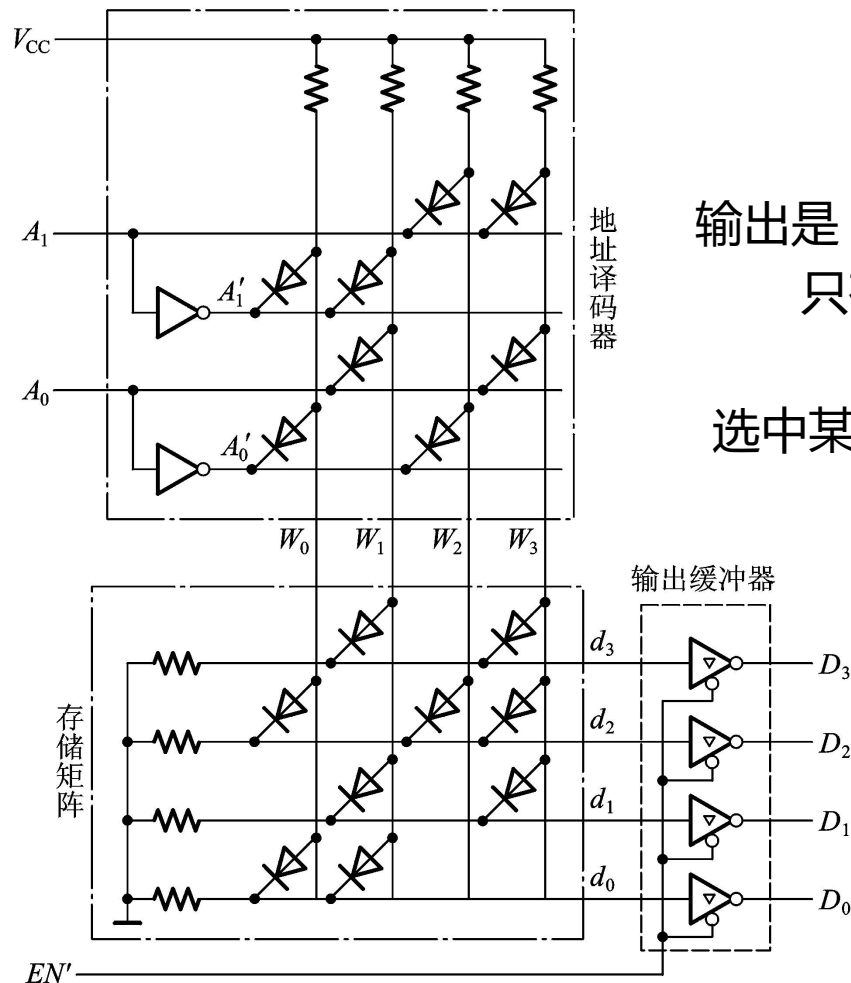 V_CC
A_1
A_1'
A_0
A_0'
地址译码器
输出是
只
选中某
W_0 W_1 W_2 W_3
输出缓冲器
存储矩阵
d_3
D_3
d_2
D_2
d_1
D_1
d_0
D_0
EN'